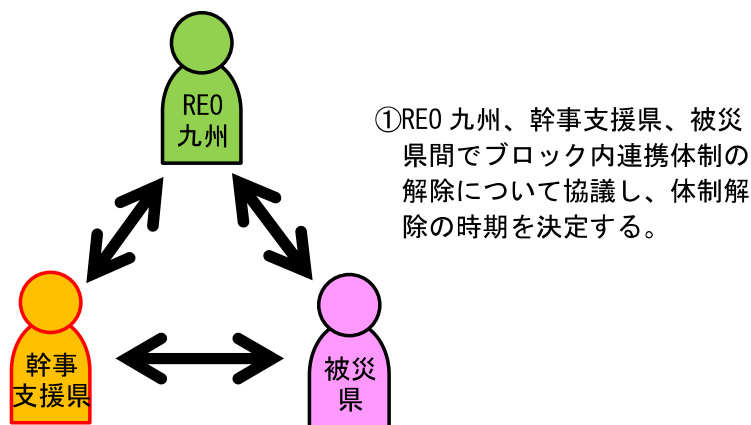 REO
九州
①REO 九州、幹事支援県、被災
県間でブロック内連携体制の
解除について協議し、体制解
除の時期を決定する。
幹事
支援県
被災
県